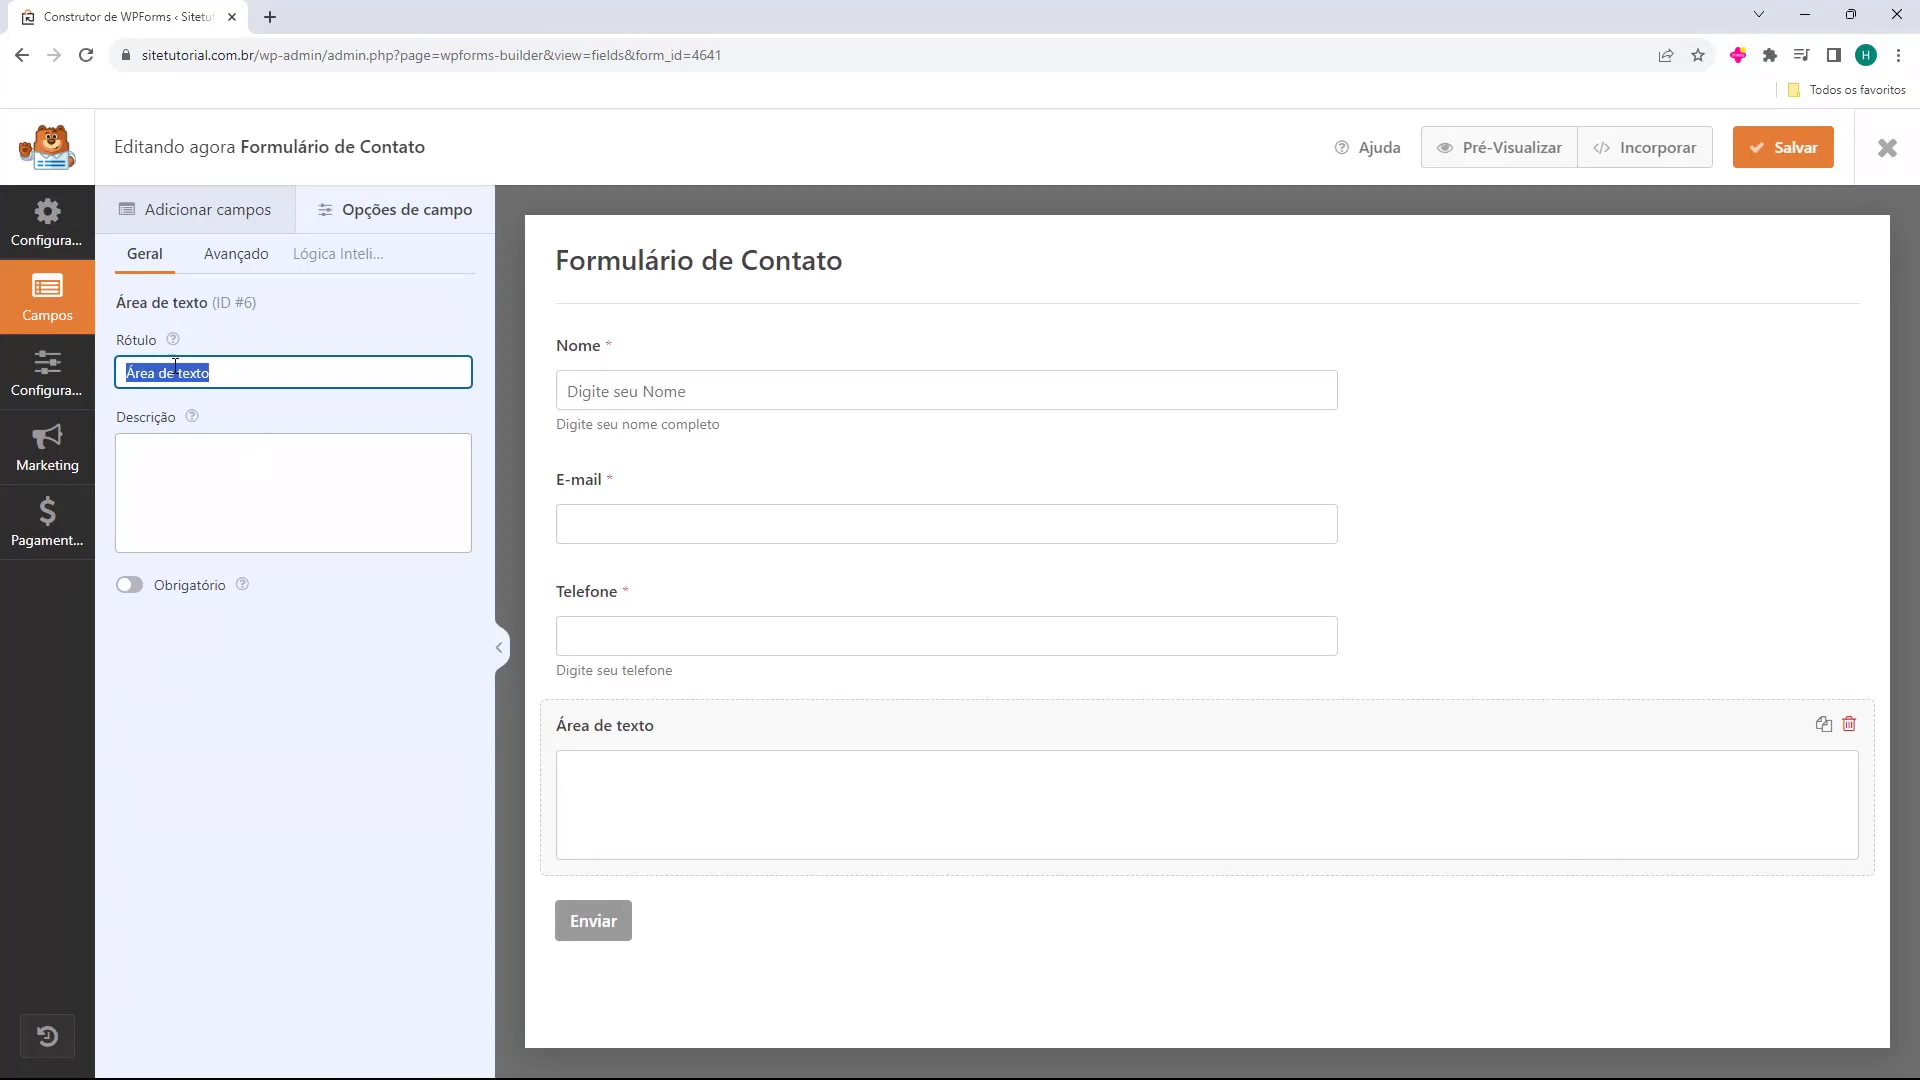 Construtor de WPForms ‹ Sitetu
sitetutorial.com.br/wp-admin/admin.php?page=wpforms-builder&view=fields&form_id=4641
H
Todos os favoritos
Editando agora Formulário de Contato
Ajuda
Pré-Visualizar
Incorporar
Salvar
Configura...
Campos
Configura...
Marketing
Pagament...
Adicionar campos
Opções de campo
Geral
Avançado
Lógica Inteli...
Área de texto (ID #6)
Rótulo
Área de texto
Descrição
Obrigatório
Formulário de Contato
Nome *
Digite seu Nome
Digite seu nome completo
E-mail *
Telefone *
Digite seu telefone
Área de texto
Enviar